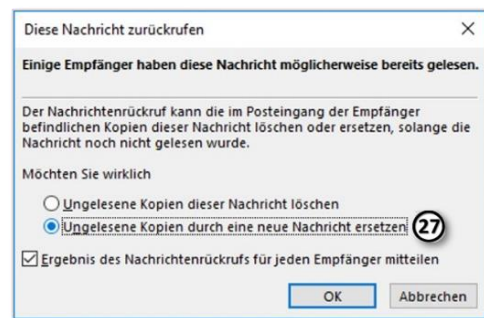 Diese Nachricht zurückrufen
Einige Empfänger haben diese Nachricht möglicherweise bereits gelesen.
Der Nachrichtenrückruf kann die im Posteingang der Empfänger
befindlichen Kopien dieser Nachricht löschen oder ersetzen, solange die
Nachricht noch nicht gelesen wurde.
Möchten Sie wirklich
Ungelesene Kopien dieser Nachricht löschen
Ungelesene Kopien durch eine neue Nachricht ersetzen 27
Ergebnis des Nachrichtenrückrufs für jeden Empfänger mitteilen
OK Abbrechen